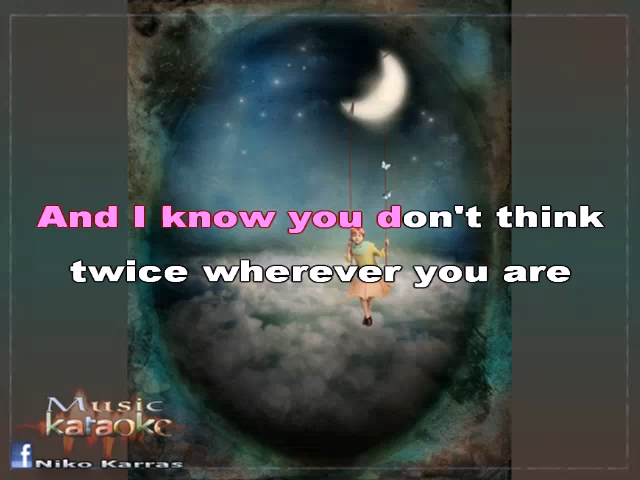 And I know you don't think
twice wherever you are
Music
karaoke
f Niko Karras